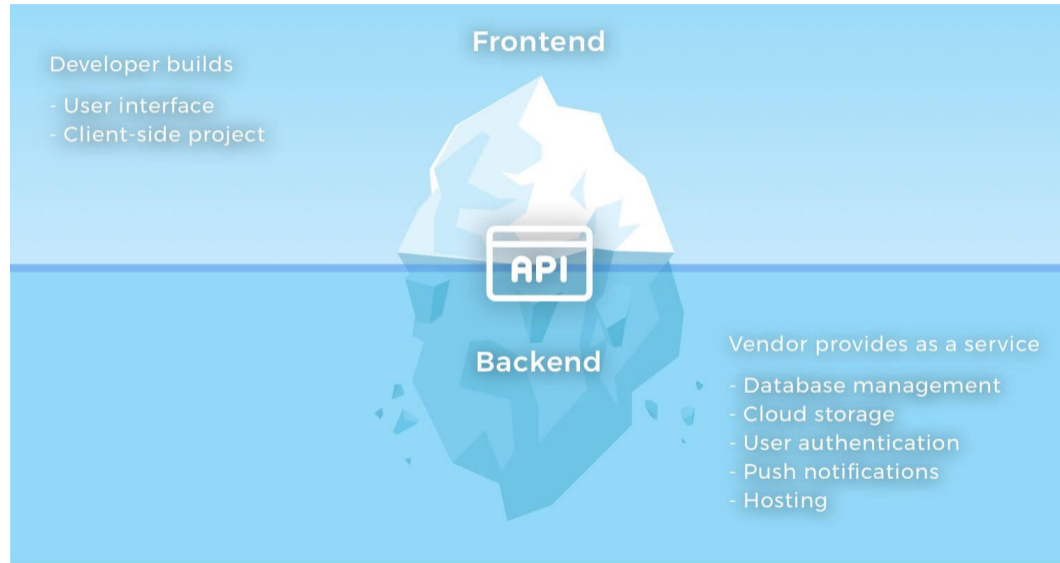 Frontend
Developer builds
- User interface
- Client-side project
API
Backend
Vendor provides as a service
- Database management
- Cloud storage
- User authentication
- Push notifications
- Hosting